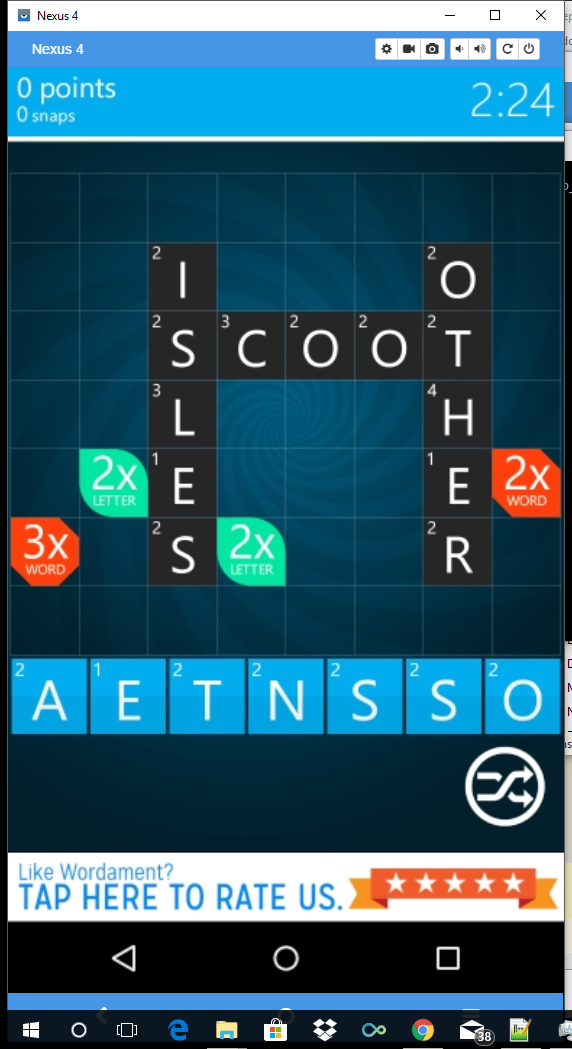 Nexus 4
Nexus 4
0 points
0 snaps
2:24
2 I 2 O
2 S 3 C 2 O 2 O 2 T
3 L 4 H
2x LETTER 1 E 1 E 2x WORD
3x WORD 2 S 2x LETTER 2 R
2 A 1 E 2 T 2 N 2 S 2 S 2 O
Like Wordament?
TAP HERE TO RATE US.
38